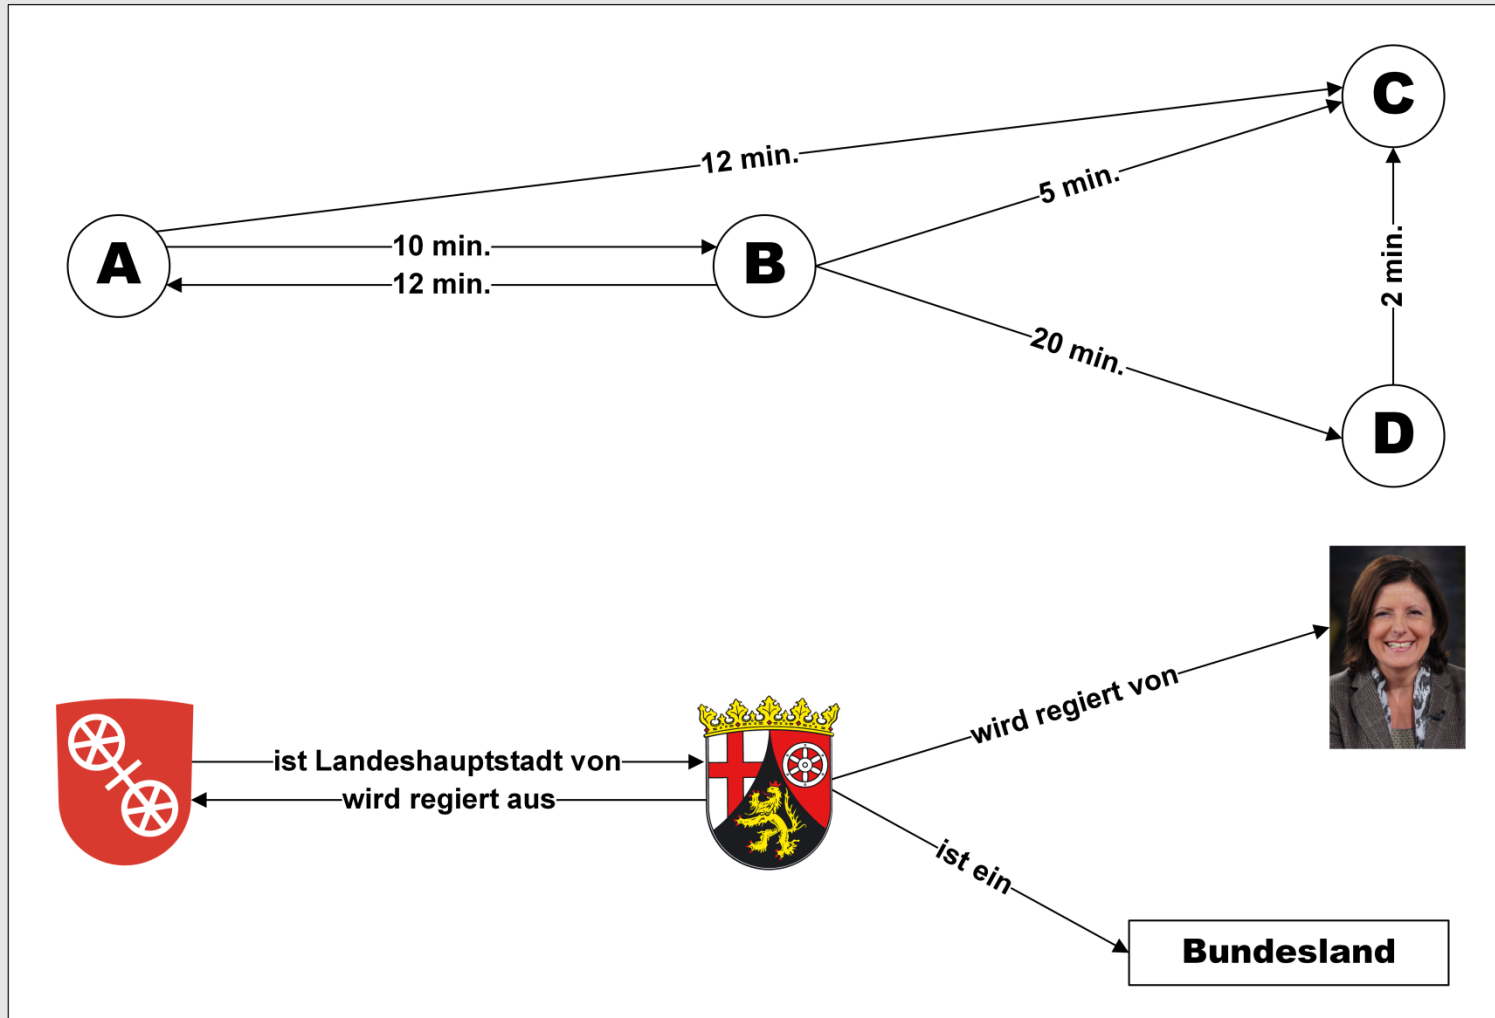 C
12 min.
5 min.
A
10 min.
B
12 min.
2 min.
20 min.
D
wird regiert von
ist Landeshauptstadt von
wird regiert aus
ist ein
Bundesland